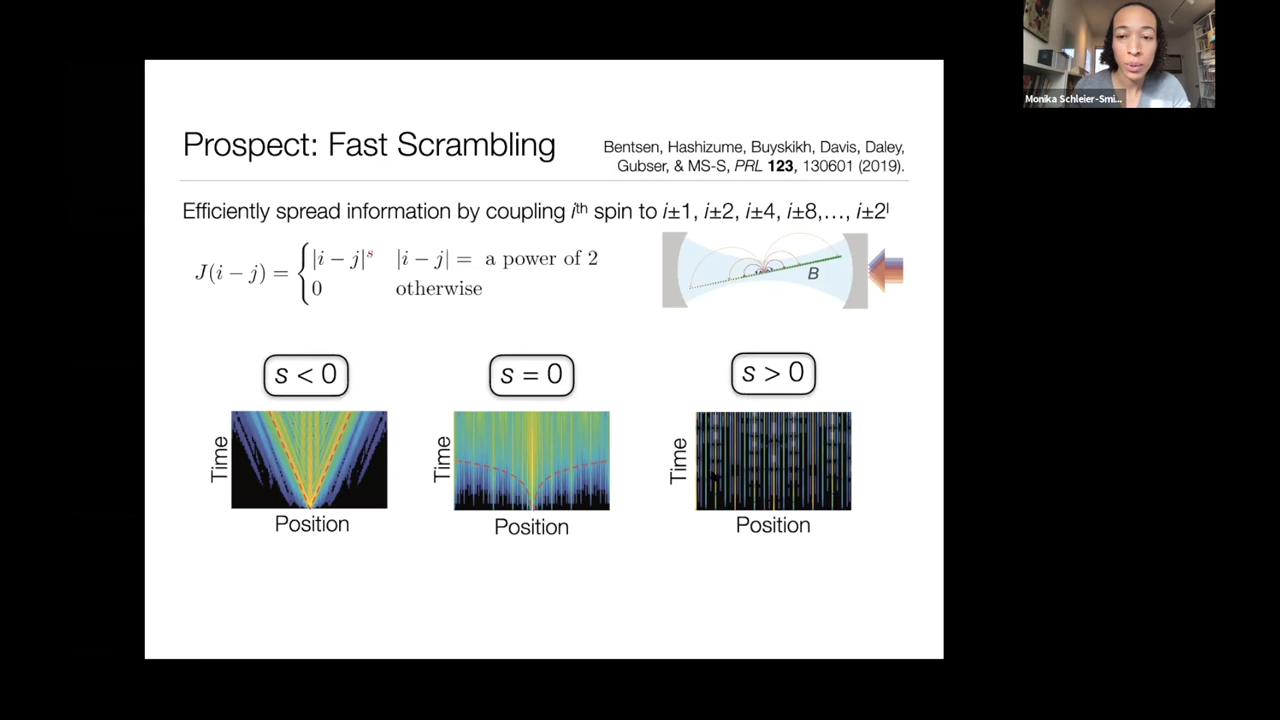 Prospect: Fast Scrambling
Bentsen, Hashizume, Buyskikh, Davis, Daley,
Gubser, & MS-S, PRL 123, 130601 (2019).
Efficiently spread information by coupling iᵗʰ spin to i±1, i±2, i±4, i±8,…, i±2ˡ
J(i − j) = { |i − j|ˢ |i − j| = a power of 2
0 otherwise
B
s < 0
s = 0
s > 0
Time
Position
Time
Position
Time
Position
Monika Schleier-Smi...